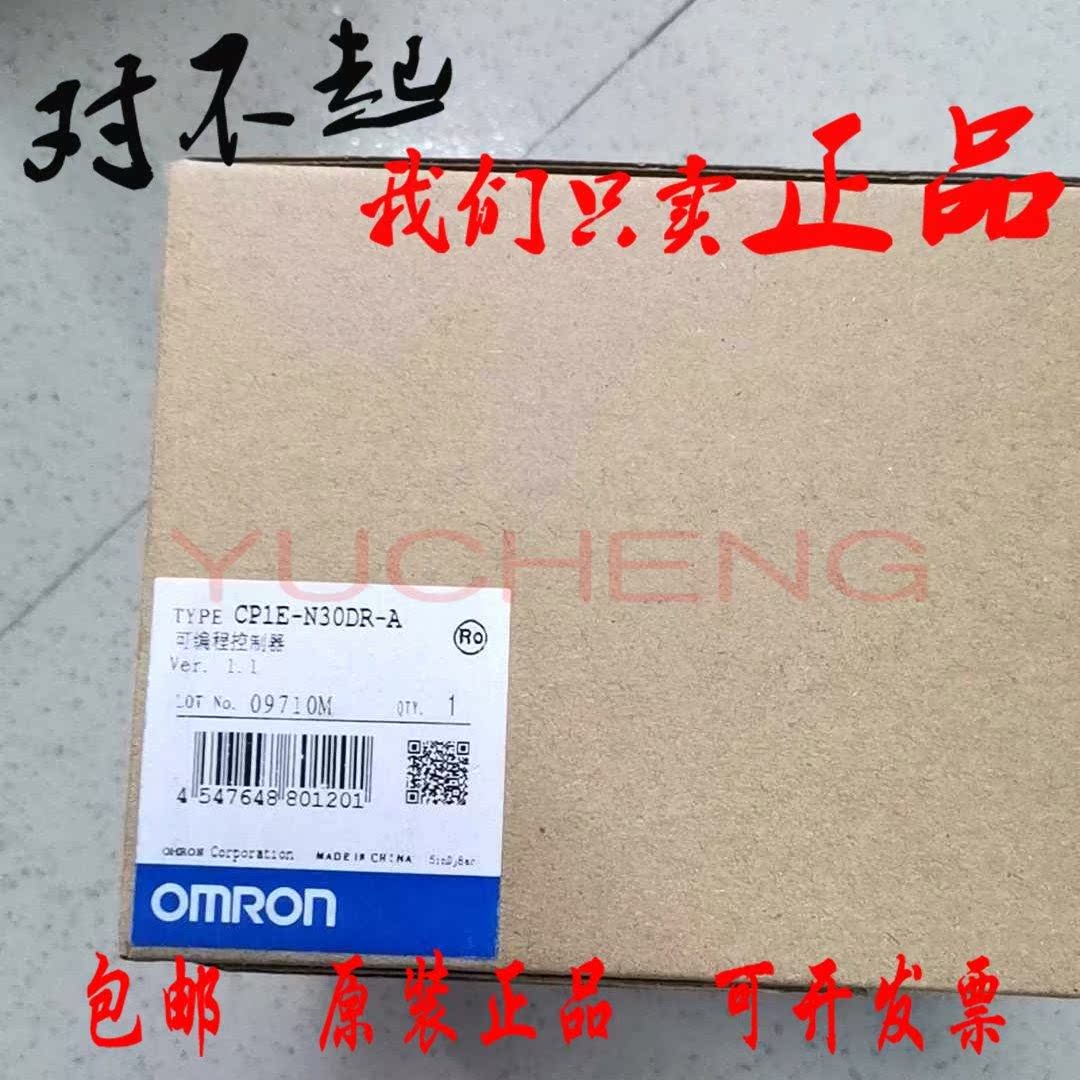 对不起
我们只卖正品
YUCHENG
TYPE CP1E-N30DR-A
可编程控制器
Ver. 1.1
LOT No. 09710M QTY. 1
4 547648 801201
OMRON Corporation MADE IN CHINA
OMRON
包邮 原装正品 可开发票